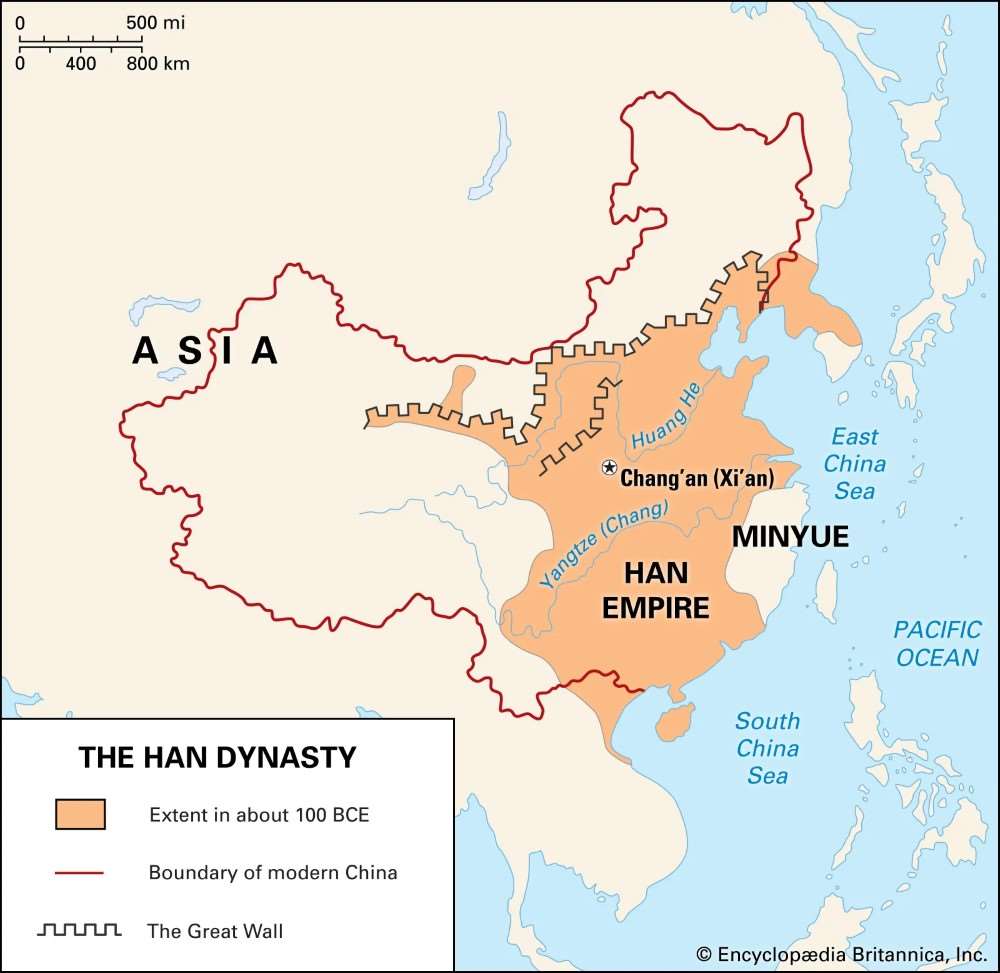 0 500 mi
0 400 800 km
ASIA
Huang He
East
China
Sea
Chang’an (Xi’an)
Yangtze (Chang)
MINYUE
HAN
EMPIRE
PACIFIC
OCEAN
South
China
Sea
THE HAN DYNASTY
Extent in about 100 BCE
Boundary of modern China
The Great Wall
© Encyclopædia Britannica, Inc.